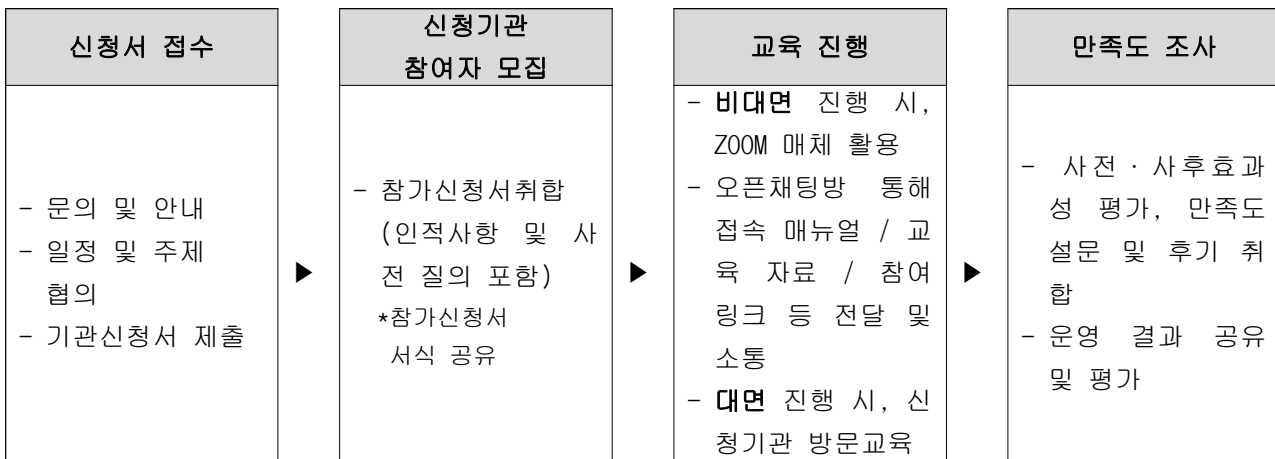 신청서 접수
- 문의 및 안내
- 일정 및 주제
협의
- 기관신청서 제출
▶
신청기관
참여자 모집
- 참가신청서취합
(인적사항 및 사
전 질의 포함)
*참가신청서
서식 공유
▶
교육 진행
- 비대면 진행 시,
ZOOM 매체 활용
- 오픈채팅방 통해
접속 매뉴얼 / 교
육 자료 / 참여
링크 등 전달 및
소통
- 대면 진행 시, 신
청기관 방문교육
▶
만족도 조사
- 사전·사후효과
성 평가, 만족도
설문 및 후기 취
합
- 운영 결과 공유
및 평가